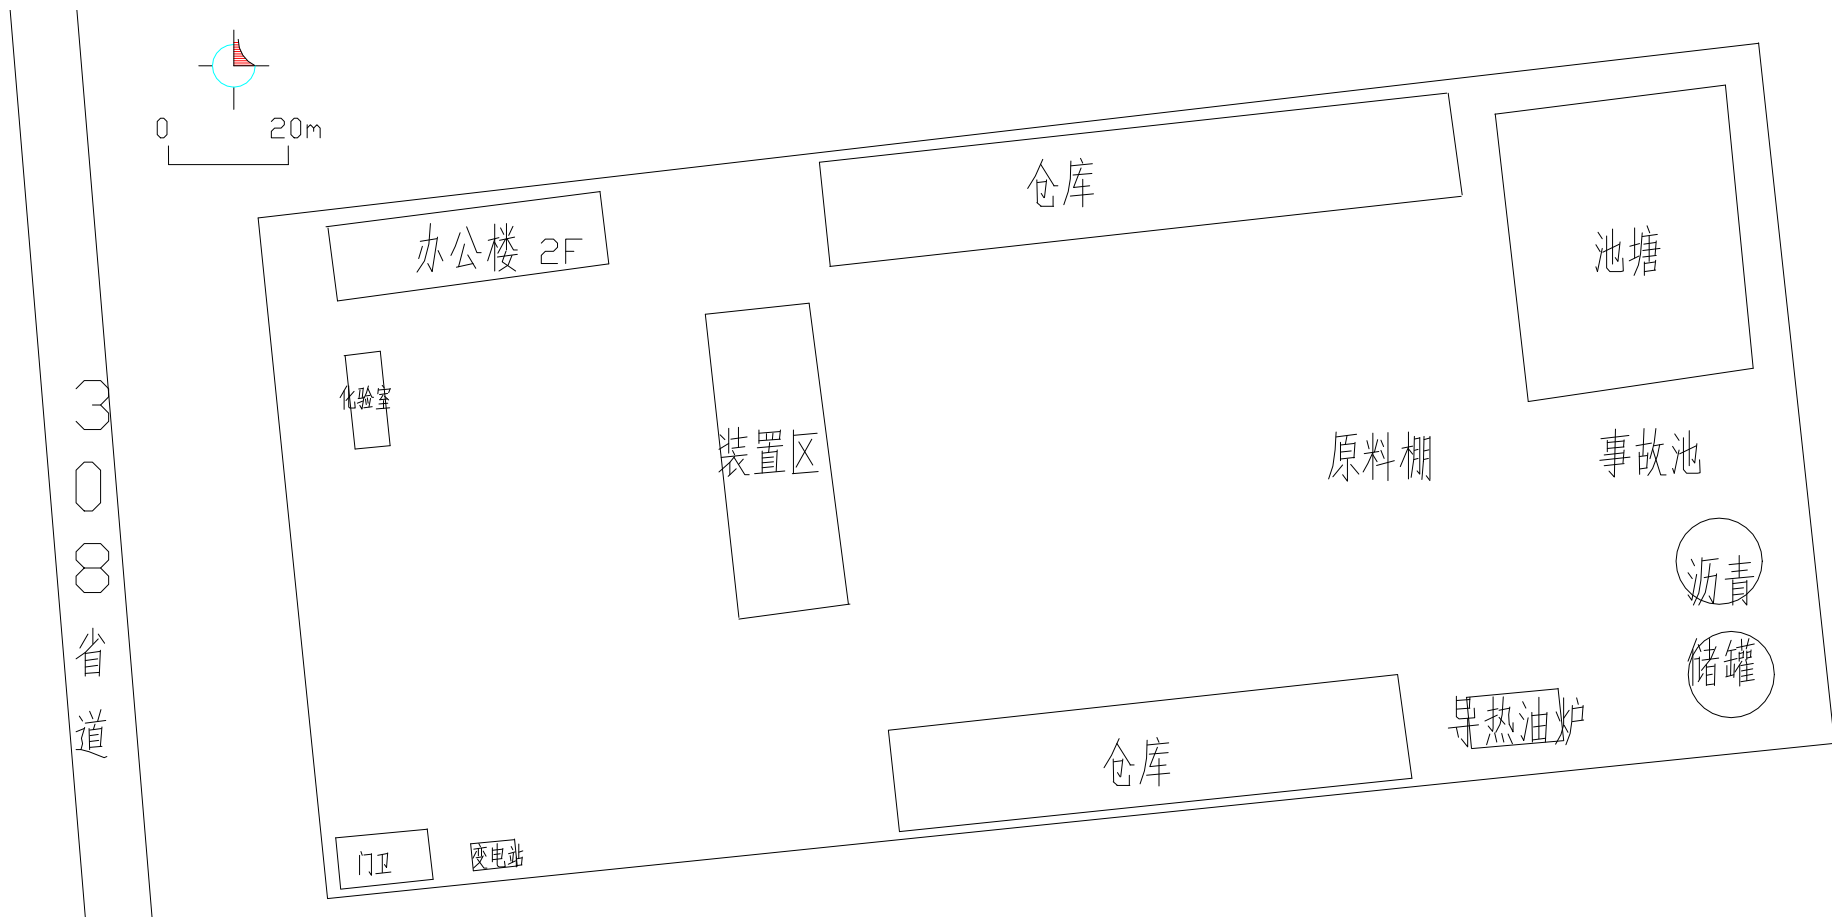 0 20m
办公楼 2F
仓库
池塘
化验室
装置区
原料棚
事故池
沥青
储罐
导热油炉
仓库
门卫
变电站
308省道